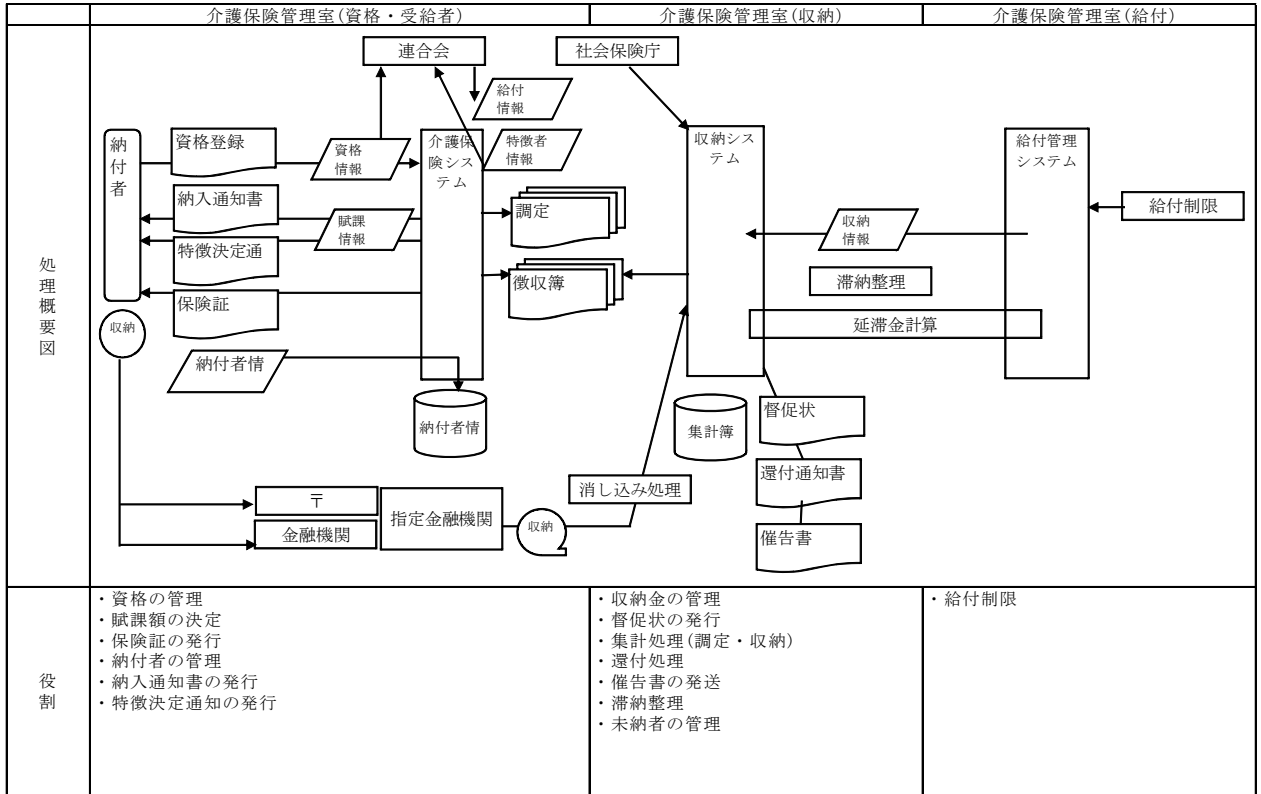 介護保険管理室(資格・受給者)
介護保険管理室(収納)
介護保険管理室(給付)
処理概要図
連合会
社会保険庁
給付
情報
納付者
資格登録
資格
情報
介護保
険シス
テム
特徴者
情報
収納シス
テム
給付管理
システム
納入通知書
賦課
情報
調定
収納
情報
給付制限
特徴決定通
徴収簿
滞納整理
保険証
収納
延滞金計算
納付者情
納付者情
集計簿
督促状
還付通知書
催告書
〒
金融機関
指定金融機関
収納
消し込み処理
役割
・資格の管理
・賦課額の決定
・保険証の発行
・納付者の管理
・納入通知書の発行
・特徴決定通知の発行
・収納金の管理
・督促状の発行
・集計処理(調定・収納)
・還付処理
・催告書の発送
・滞納整理
・未納者の管理
・給付制限